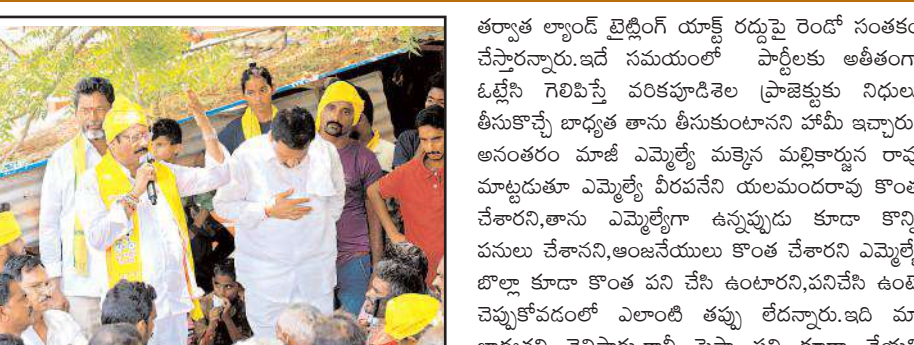 తర్వాత ల్యాండ్ టైట్లింగ్ యాక్ట్ రద్దుపై రెండో సంతకం
చేస్తారన్నారు.ఇదే సమయంలో పార్టీలకు అతీతంగా
ఓట్లేసి గెలిపిస్తే వరికపూడిశెల ప్రాజెక్టుకు నిధులు
తీసుకొచ్చే బాధ్యత తాను తీసుకుంటానని హామీ ఇచ్చారు.
అనంతరం మాజీ ఎమ్మెల్యే మక్కెన మల్లికార్జున రావు
మాట్లడుతూ ఎమ్మెల్యే వీరపనేని యలమందరావు కొంత
చేశారని,తాను ఎమ్మెల్యేగా ఉన్నప్పుడు కూడా కొన్ని
పనులు చేశానని,ఆంజనేయులు కొంత చేశారని ఎమ్మెల్యే
బొల్లా కూడా కొంత పని చేసి ఉంటారని,పనిచేసి ఉంటే
చెప్పుకోవడంలో ఎలాంటి తప్పు లేదన్నారు.ఇది మా